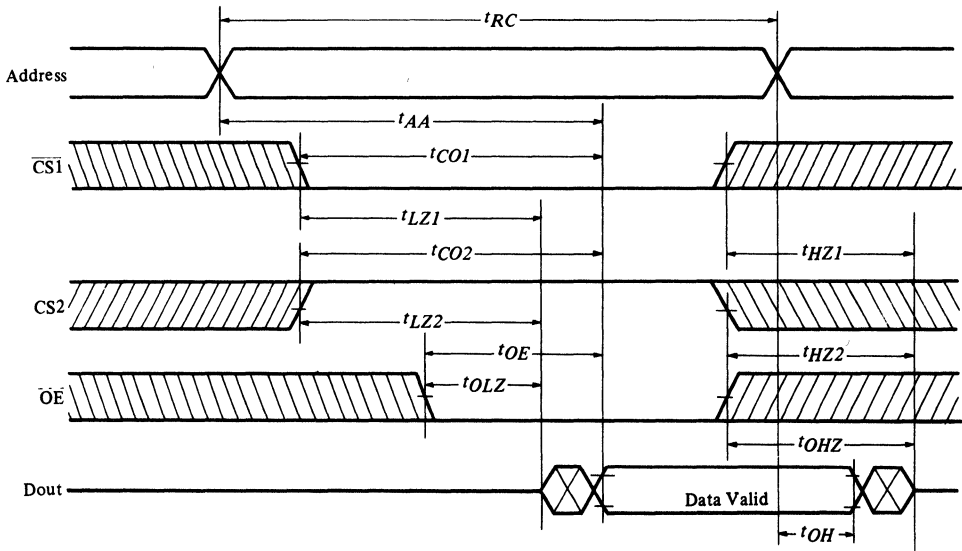 tRC
Address
tAA
CS1
tCO1
tLZ1
tCO2
tHZ1
CS2
tLZ2
tOE
tHZ2
OE
tOLZ
tOHZ
Dout
Data Valid
tOH